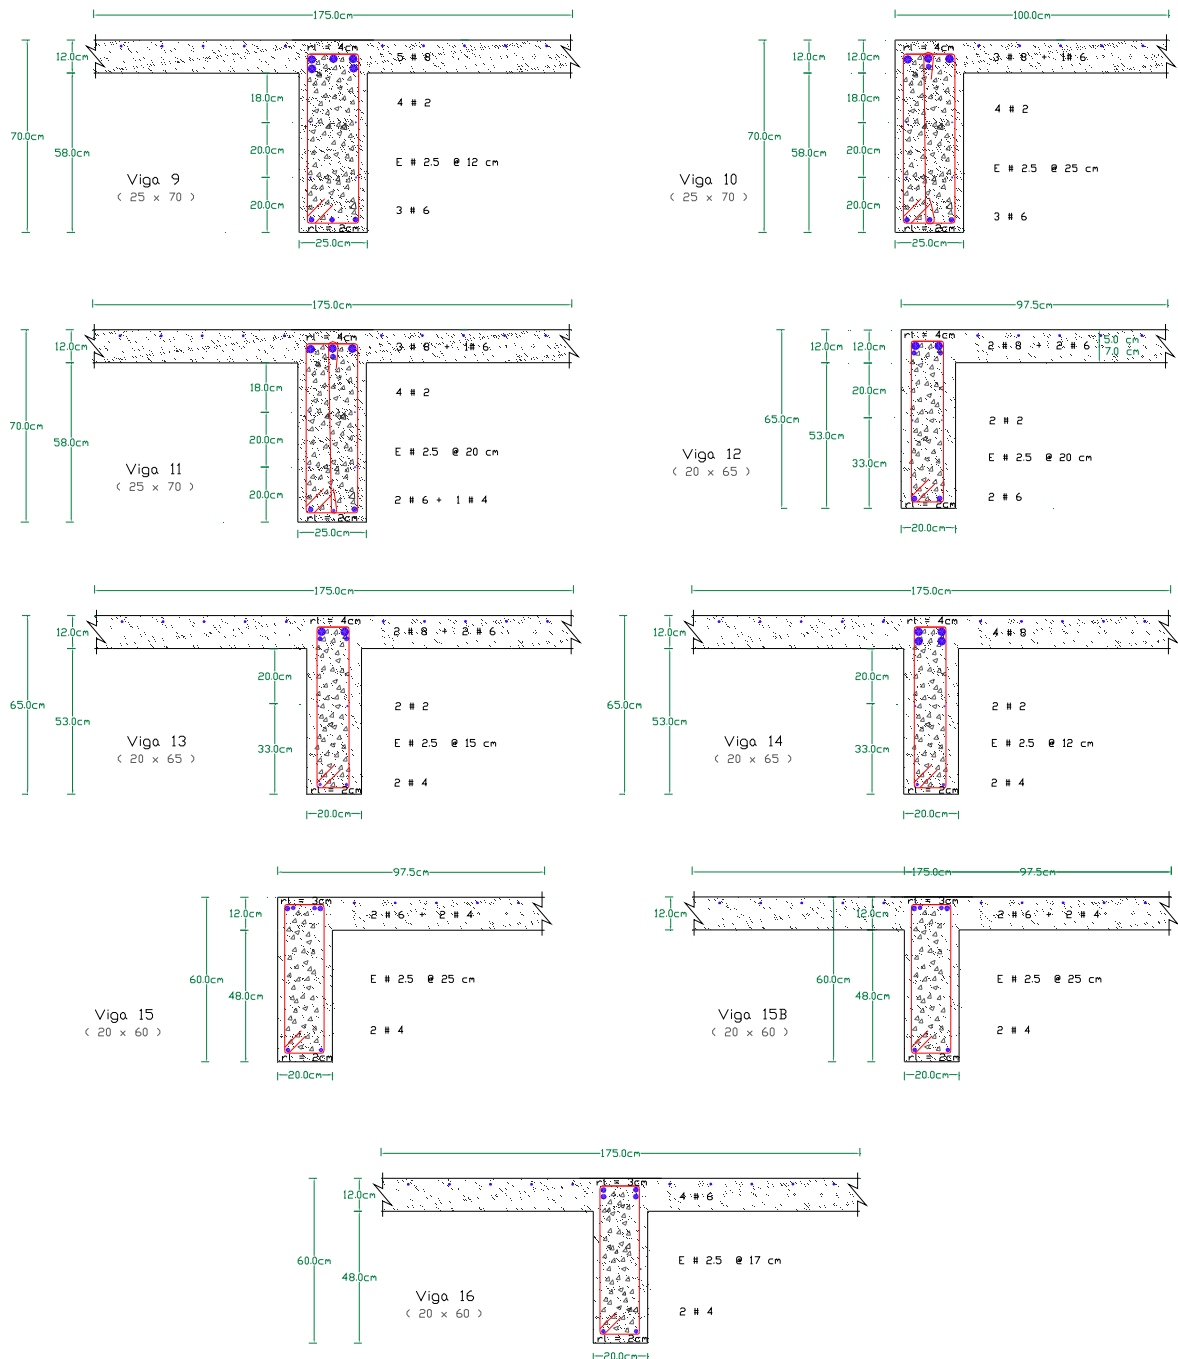 175.0cm
12.0cm
rl = 4cm
5 # 8
18.0cm
4 # 2
70.0cm
58.0cm
20.0cm
E # 2.5 @ 12 cm
Viga 9
( 25 x 70 )
20.0cm
3 # 6
rl = 2cm
25.0cm
100.0cm
12.0cm
12.0cm
rl = 4cm
3 # 8 + 1# 6
18.0cm
4 # 2
70.0cm
58.0cm
20.0cm
E # 2.5 @ 25 cm
Viga 10
( 25 x 70 )
20.0cm
3 # 6
rl = 2cm
25.0cm
175.0cm
12.0cm
rl = 4cm
3 # 8 + 1# 6
18.0cm
4 # 2
70.0cm
58.0cm
20.0cm
E # 2.5 @ 20 cm
Viga 11
( 25 x 70 )
20.0cm
2 # 6 + 1 # 4
rl = 2cm
25.0cm
97.5cm
12.0cm
12.0cm
rl = 4cm
2 # 8 + 2 # 6
5.0 cm
7.0 cm
20.0cm
65.0cm
2 # 2
53.0cm
Viga 12
( 20 x 65 )
33.0cm
E # 2.5 @ 20 cm
2 # 6
rl = 2cm
20.0cm
175.0cm
12.0cm
rl = 4cm
2 # 8 + 2 # 6
20.0cm
65.0cm
2 # 2
53.0cm
Viga 13
( 20 x 65 )
33.0cm
E # 2.5 @ 15 cm
2 # 4
rl = 2cm
20.0cm
175.0cm
12.0cm
rl = 4cm
4 # 8
20.0cm
65.0cm
2 # 2
53.0cm
Viga 14
( 20 x 65 )
33.0cm
E # 2.5 @ 12 cm
2 # 4
rl = 2cm
20.0cm
97.5cm
rl = 3cm
12.0cm
2 # 6 + 2 # 4
60.0cm
E # 2.5 @ 25 cm
48.0cm
Viga 15
( 20 x 60 )
2 # 4
rl = 2cm
20.0cm
175.0cm
97.5cm
rl = 3cm
12.0cm
12.0cm
2 # 6 + 2 # 4
60.0cm
E # 2.5 @ 25 cm
48.0cm
Viga 15B
( 20 x 60 )
2 # 4
rl = 2cm
20.0cm
175.0cm
rl = 3cm
12.0cm
4 # 6
60.0cm
E # 2.5 @ 17 cm
48.0cm
Viga 16
( 20 x 60 )
2 # 4
rl = 2cm
20.0cm